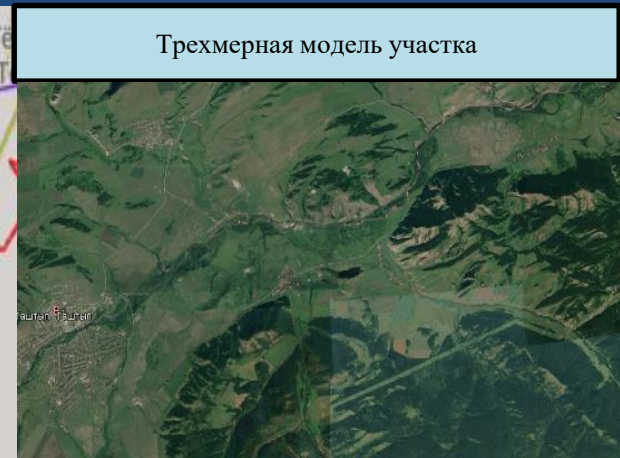 Трехмерная модель участка
Таштып